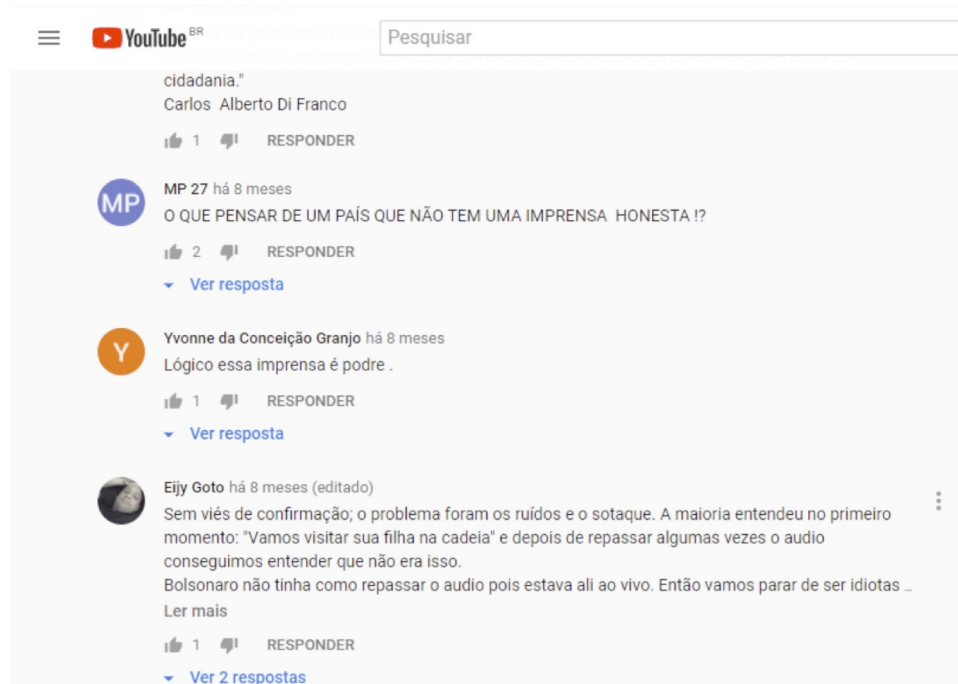 YouTube BR
Pesquisar
cidadania."
Carlos Alberto Di Franco
1 RESPONDER
MP
MP 27 há 8 meses
O QUE PENSAR DE UM PAÍS QUE NÃO TEM UMA IMPRENSA HONESTA !?
2 RESPONDER
Ver resposta
Y
Yvonne da Conceição Granjo há 8 meses
Lógico essa imprensa é podre .
1 RESPONDER
Ver resposta
Eijy Goto há 8 meses (editado)
Sem viés de confirmação; o problema foram os ruídos e o sotaque. A maioria entendeu no primeiro
momento: "Vamos visitar sua filha na cadeia" e depois de repassar algumas vezes o audio
conseguimos entender que não era isso.
Bolsonaro não tinha como repassar o audio pois estava ali ao vivo. Então vamos parar de ser idiotas ...
Ler mais
1 RESPONDER
Ver 2 respostas